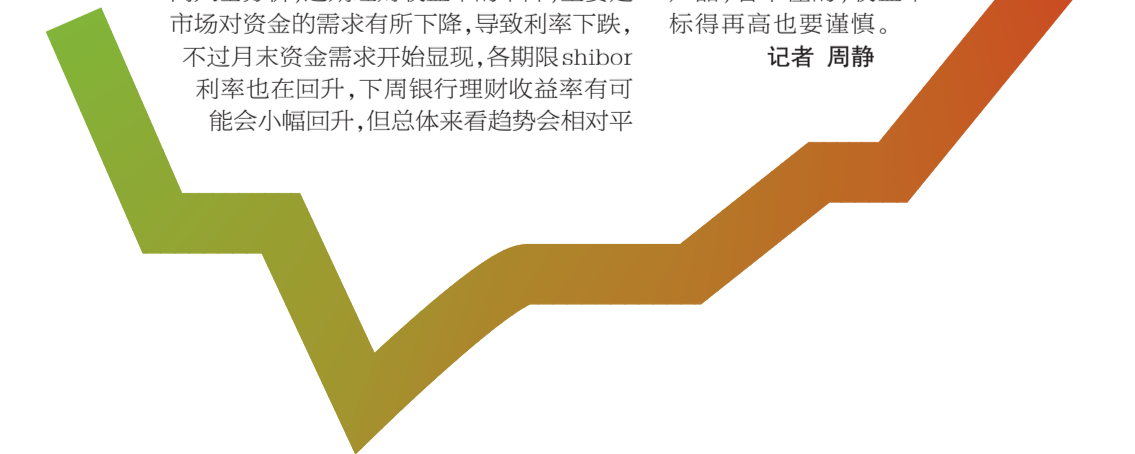 市场对资金的需求有所下降,导致利率下跌,
不过月末资金需求开始显现,各期限shibor
利率也在回升,下周银行理财收益率有可
能会小幅回升,但总体来看趋势会相对平
标得再高也要谨慎。
记者 周静